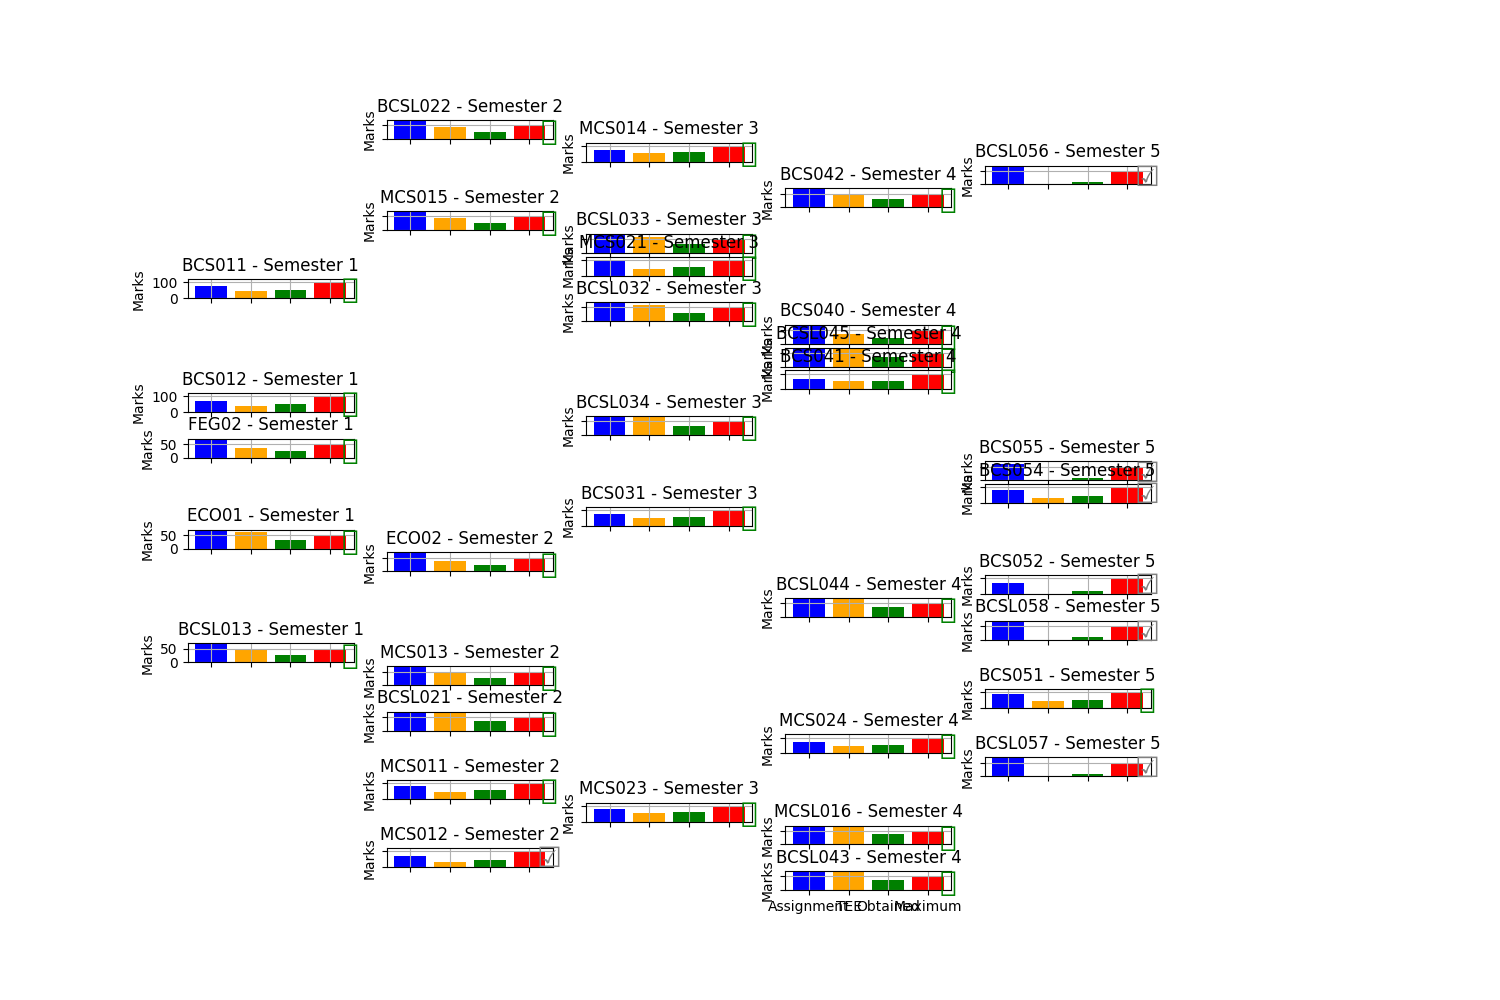 BCSL022 - Semester 2
Marks
MCS015 - Semester 2
Marks
BCS011 - Semester 1
Marks
100
0
BCS012 - Semester 1
Marks
100
0
FEG02 - Semester 1
Marks
50
0
ECO01 - Semester 1
Marks
50
0
BCSL013 - Semester 1
Marks
50
0
ECO02 - Semester 2
Marks
MCS013 - Semester 2
Marks
BCSL021 - Semester 2
Marks
MCS011 - Semester 2
Marks
MCS012 - Semester 2
Marks
MCS014 - Semester 3
Marks
BCSL033 - Semester 3
Marks
MCS021 - Semester 3
Marks
BCSL032 - Semester 3
Marks
BCSL034 - Semester 3
Marks
BCS031 - Semester 3
Marks
MCS023 - Semester 3
Marks
BCS042 - Semester 4
Marks
BCS040 - Semester 4
Marks
BCSL045 - Semester 4
Marks
BCS041 - Semester 4
Marks
BCSL044 - Semester 4
Marks
MCS024 - Semester 4
Marks
MCSL016 - Semester 4
Marks
BCSL043 - Semester 4
Marks
Assignment TEE Obtained Maximum
BCSL056 - Semester 5
Marks
✓
BCS055 - Semester 5
Marks
BCS054 - Semester 5
Marks
✓
BCS052 - Semester 5
Marks
✓
BCSL058 - Semester 5
Marks
✓
BCS051 - Semester 5
Marks
BCSL057 - Semester 5
Marks
✓